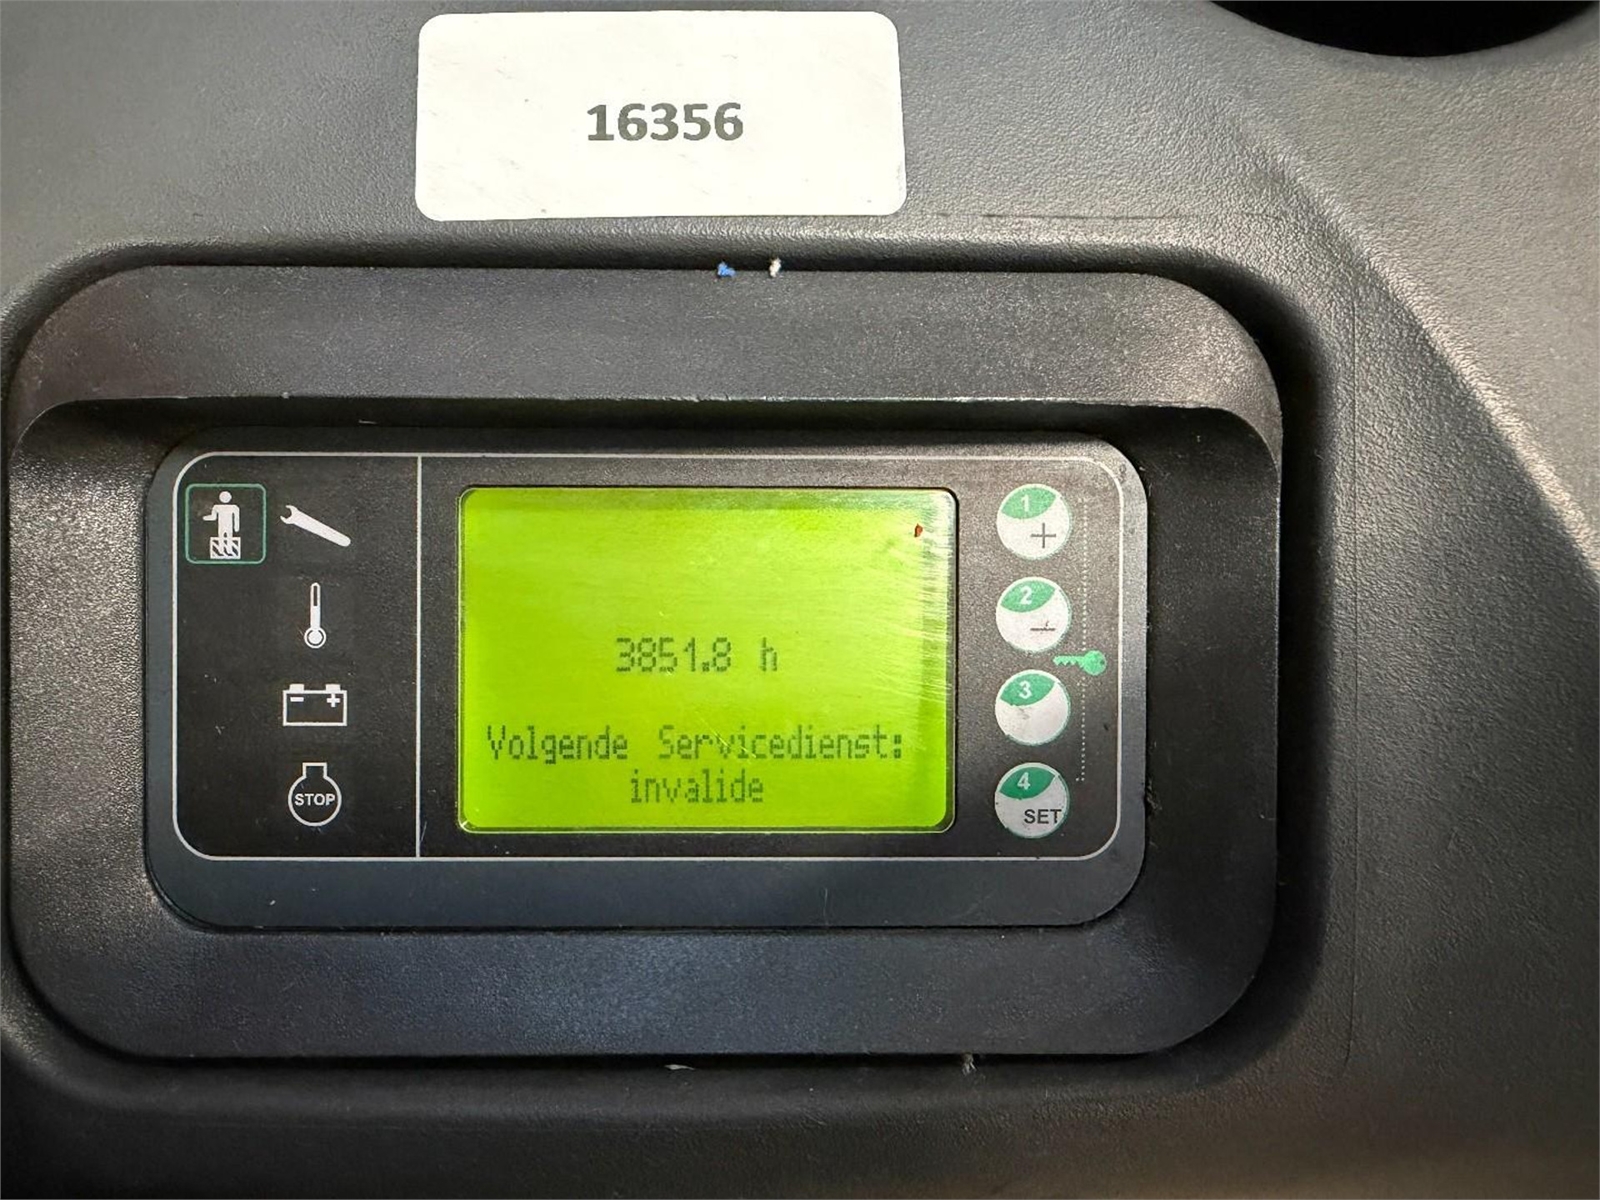 16356
3851.8 h
Volgende Servicedienst:
invalide
1
+
2
-
3
4
SET
- +
STOP